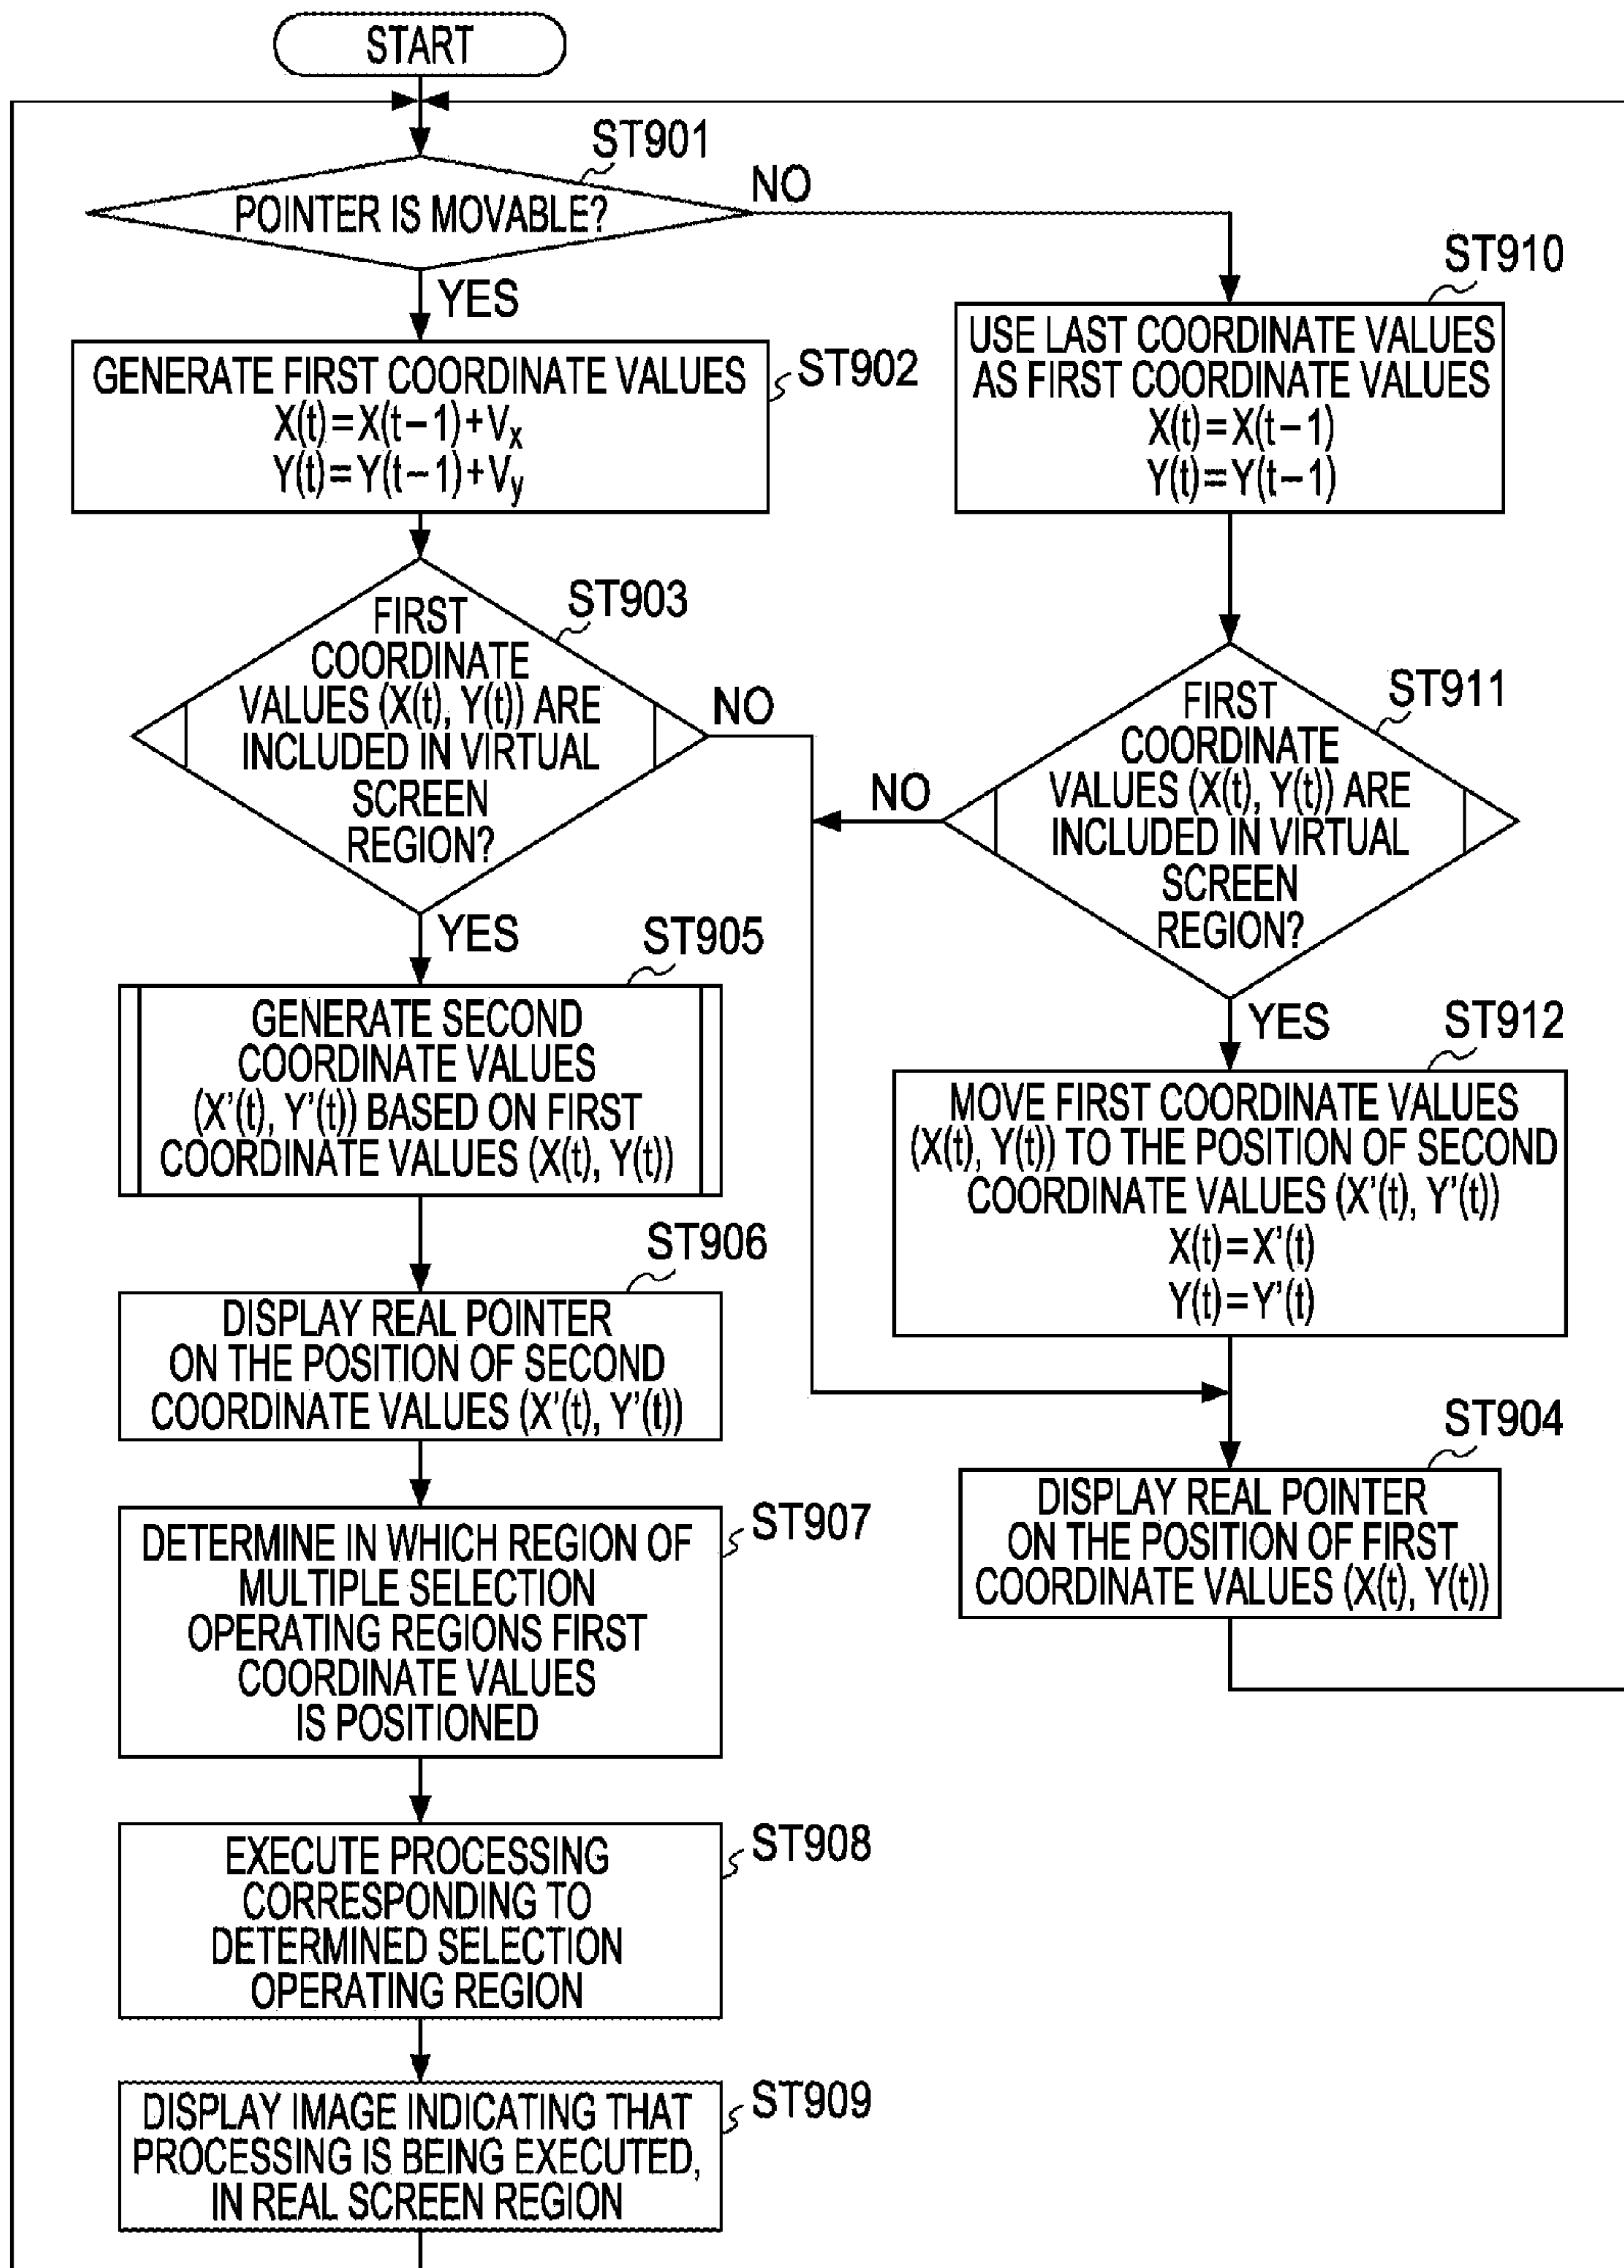 START
ST901
POINTER IS MOVABLE?
NO
YES
ST902
GENERATE FIRST COORDINATE VALUES
X(t)=X(t−1)+Vx
Y(t)=Y(t−1)+Vy
ST903
FIRST
COORDINATE
VALUES (X(t), Y(t)) ARE
INCLUDED IN VIRTUAL
SCREEN
REGION?
NO
YES
ST905
GENERATE SECOND
COORDINATE VALUES
(X'(t), Y'(t)) BASED ON FIRST
COORDINATE VALUES (X(t), Y(t))
ST906
DISPLAY REAL POINTER
ON THE POSITION OF SECOND
COORDINATE VALUES (X'(t), Y'(t))
ST907
DETERMINE IN WHICH REGION OF
MULTIPLE SELECTION
OPERATING REGIONS FIRST
COORDINATE VALUES
IS POSITIONED
ST908
EXECUTE PROCESSING
CORRESPONDING TO
DETERMINED SELECTION
OPERATING REGION
ST909
DISPLAY IMAGE INDICATING THAT
PROCESSING IS BEING EXECUTED,
IN REAL SCREEN REGION
ST910
USE LAST COORDINATE VALUES
AS FIRST COORDINATE VALUES
X(t)=X(t−1)
Y(t)=Y(t−1)
ST911
FIRST
COORDINATE
VALUES (X(t), Y(t)) ARE
INCLUDED IN VIRTUAL
SCREEN
REGION?
NO
YES
ST912
MOVE FIRST COORDINATE VALUES
(X(t), Y(t)) TO THE POSITION OF SECOND
COORDINATE VALUES (X'(t), Y'(t))
X(t)=X'(t)
Y(t)=Y'(t)
ST904
DISPLAY REAL POINTER
ON THE POSITION OF FIRST
COORDINATE VALUES (X(t), Y(t))